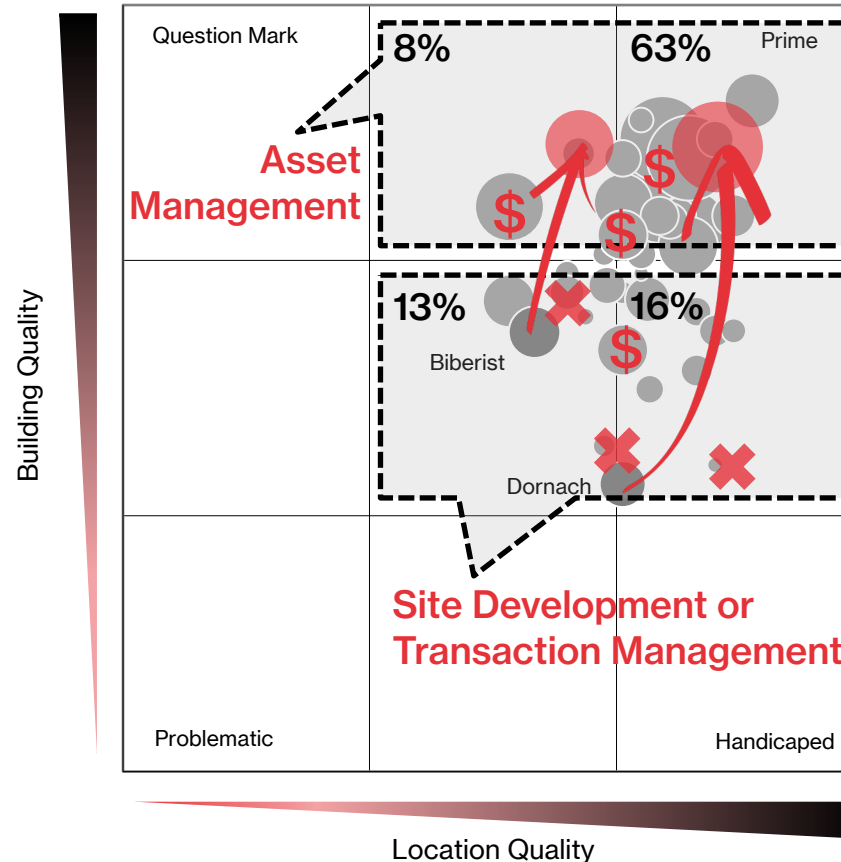 Question Mark
8%
63%
Prime
Asset
Management
$
$
$
13%
16%
Biberist
$
Dornach
Site Development or
Transaction Management
Problematic
Handicaped
Building Quality
Location Quality